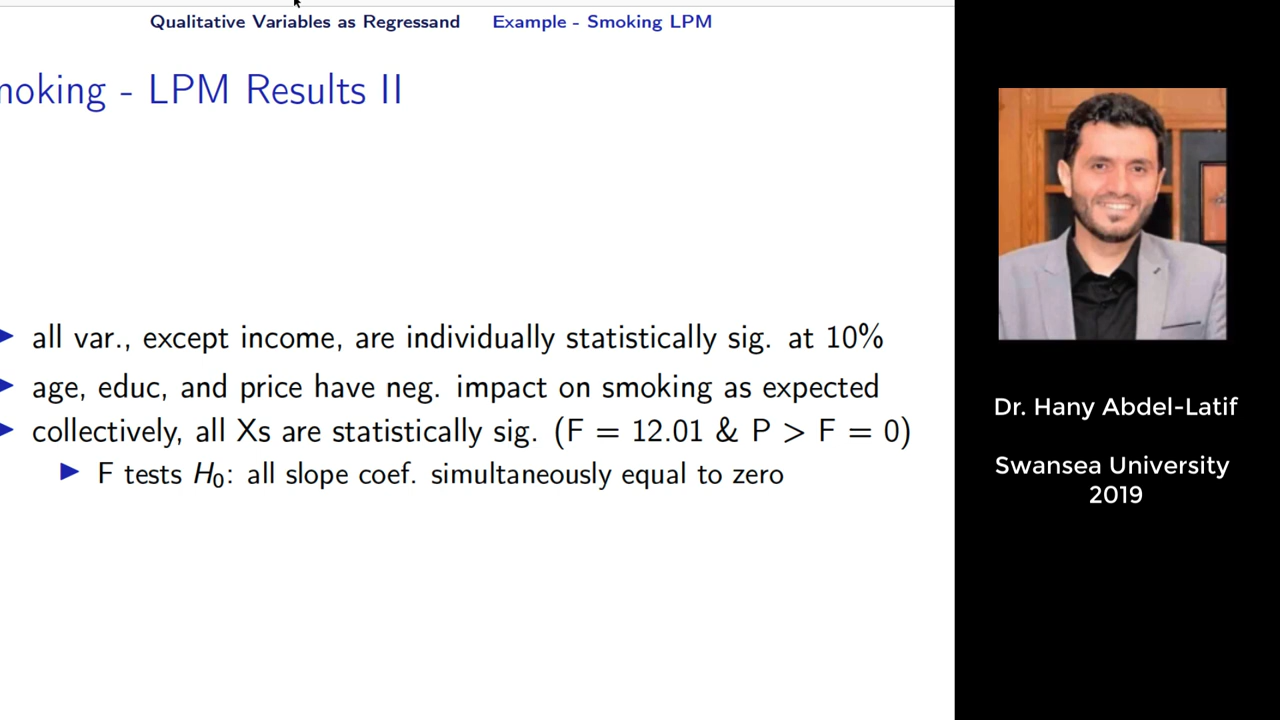 Qualitative Variables as Regressand Example - Smoking LPM
moking - LPM Results II
▶ all var., except income, are individually statistically sig. at 10%
▶ age, educ, and price have neg. impact on smoking as expected
▶ collectively, all Xs are statistically sig. (F = 12.01 & P > F = 0)
▶ F tests H₀: all slope coef. simultaneously equal to zero
Dr. Hany Abdel-Latif
Swansea University
2019